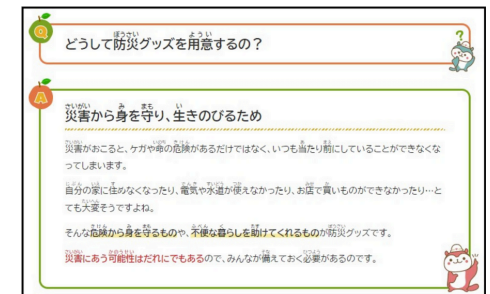 Q
どうして防災グッズを用意するの？
A
災害から身を守り、生きのびるため
災害がおこると、ケガや命の危険があるだけではなく、いつも当たり前にしていることができなくな
ってしまいます。
自分の家に住めなくなったり、電気や水道が使えなかったり、お店で買いものができなかったり…と
ても大変そうですよね。
そんな危険から身を守るものや、不便な暮らしを助けてくれるものが防災グッズです。
災害にあう可能性はだれにでもあるので、みんなが備えておく必要があるのです。